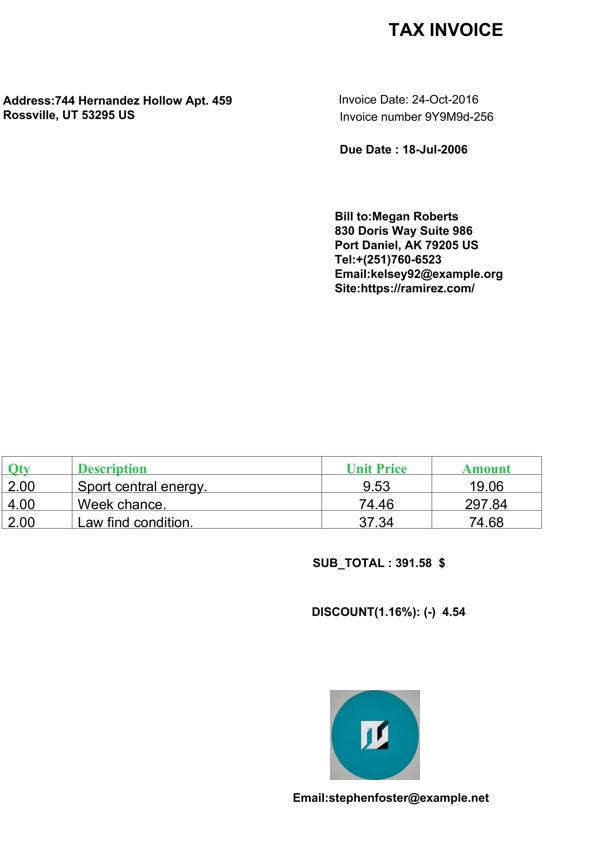 TAX INVOICE
Address:744 Hernandez Hollow Apt. 459
Rossville, UT 53295 US
Invoice Date: 24-Oct-2016
Invoice number 9Y9M9d-256
Due Date : 18-Jul-2006
Bill to:Megan Roberts
830 Doris Way Suite 986
Port Daniel, AK 79205 US
Tel:+(251)760-6523
Email:kelsey92@example.org
Site:https://ramirez.com/
Qty Description Unit Price Amount
2.00 Sport central energy. 9.53 19.06
4.00 Week chance. 74.46 297.84
2.00 Law find condition. 37.34 74.68
SUB_TOTAL : 391.58 $
DISCOUNT(1.16%): (-) 4.54
Email:stephenfoster@example.net